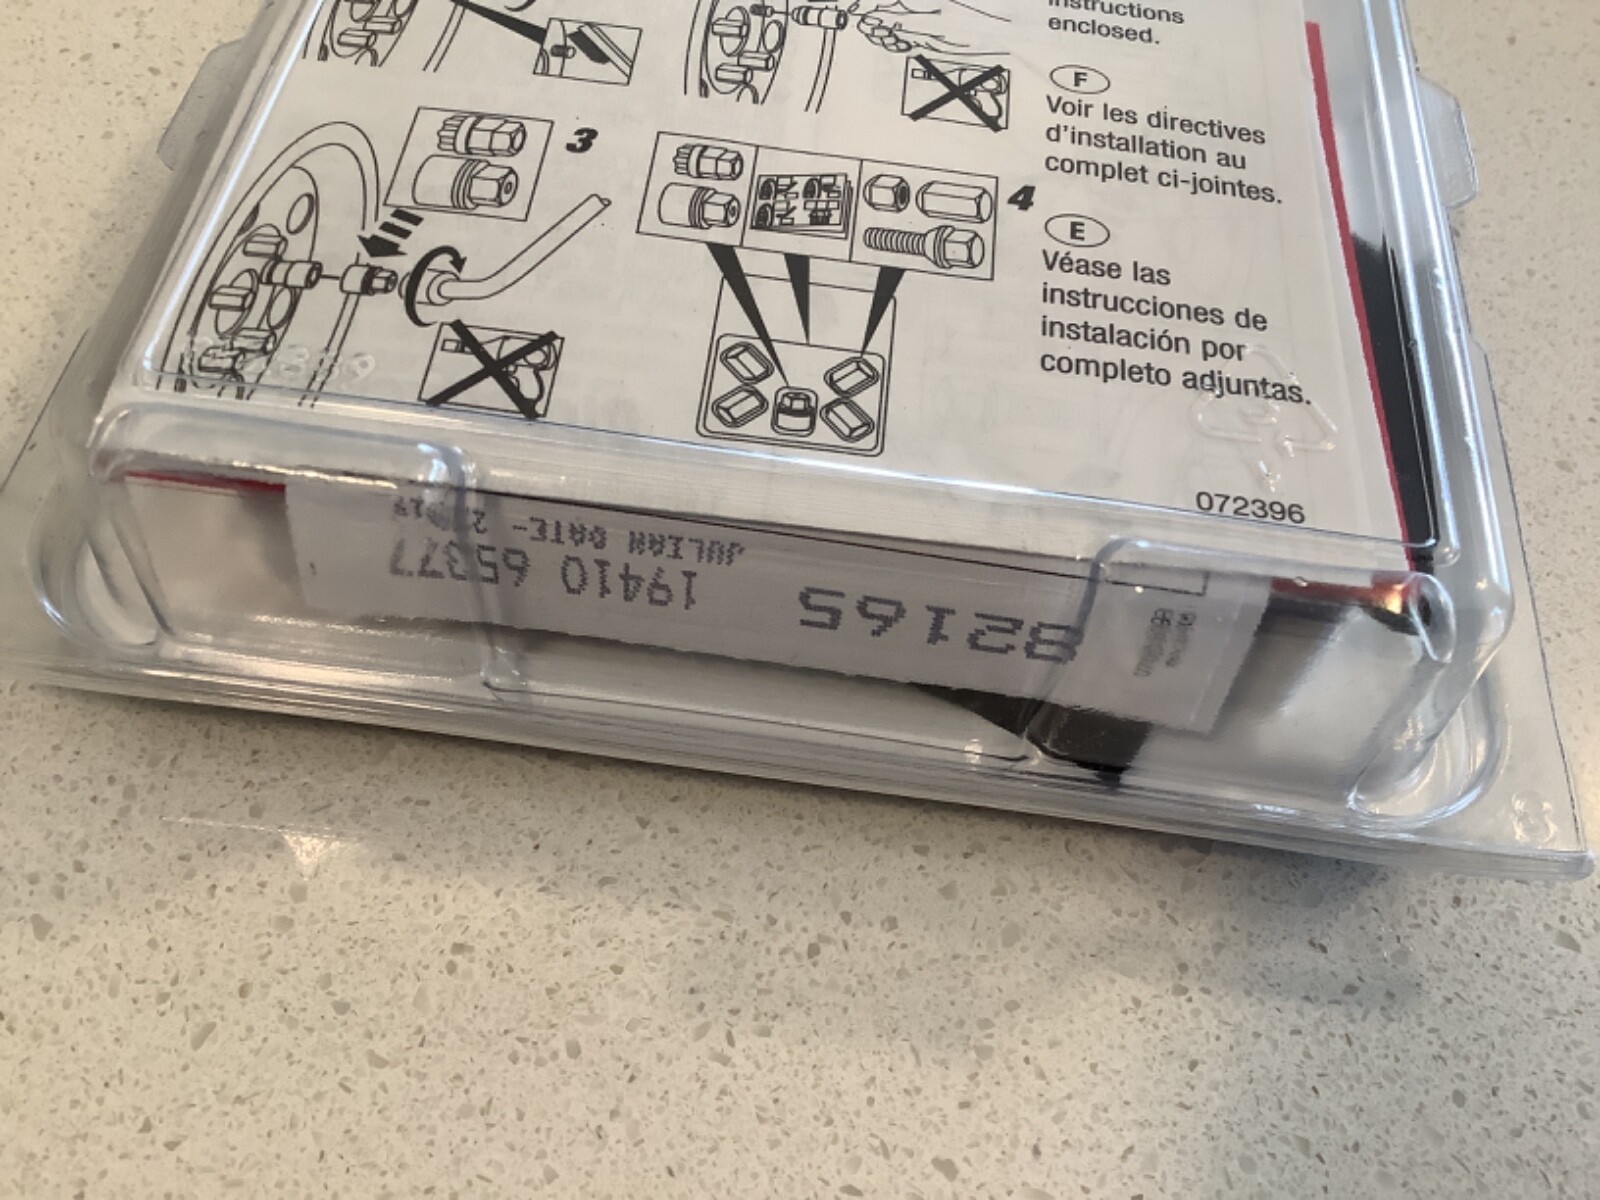 instructions
enclosed.
F
Voir les directives
d'installation au
complet ci-jointes.
3
4
E
Véase las
instrucciones de
instalación por
completo adjuntas.
072396
82165
19410 65377
JULIAN DATE-